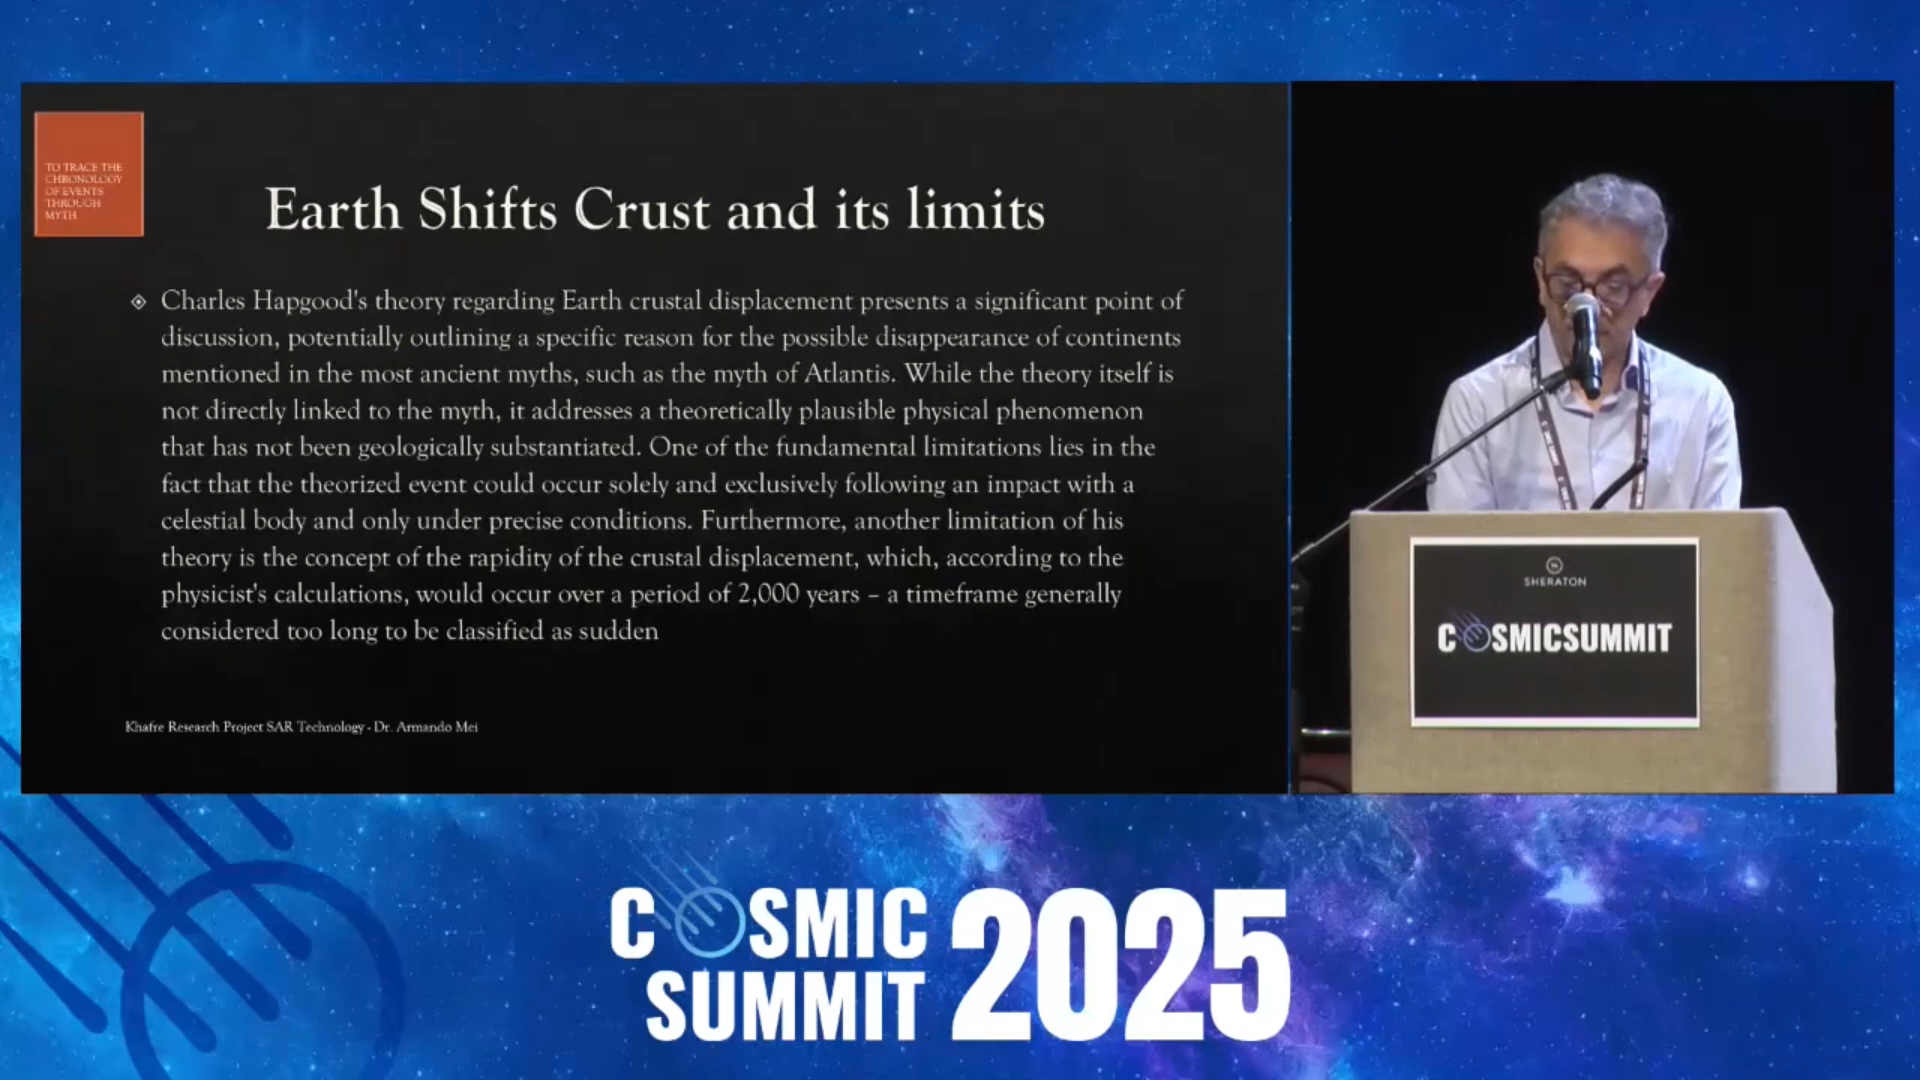 TO TRACE THE
CHRONOLOGY
OF EVENTS
THROUGH
MYTH
Earth Shifts Crust and its limits
Charles Hapgood's theory regarding Earth crustal displacement presents a significant point of
discussion, potentially outlining a specific reason for the possible disappearance of continents
mentioned in the most ancient myths, such as the myth of Atlantis. While the theory itself is
not directly linked to the myth, it addresses a theoretically plausible physical phenomenon
that has not been geologically substantiated. One of the fundamental limitations lies in the
fact that the theorized event could occur solely and exclusively following an impact with a
celestial body and only under precise conditions. Furthermore, another limitation of his
theory is the concept of the rapidity of the crustal displacement, which, according to the
physicist's calculations, would occur over a period of 2,000 years – a timeframe generally
considered too long to be classified as sudden
Khafre Research Project SAR Technology - Dr. Armando Mei
SHERATON
COSMICSUMMIT
COSMIC
SUMMIT
2025